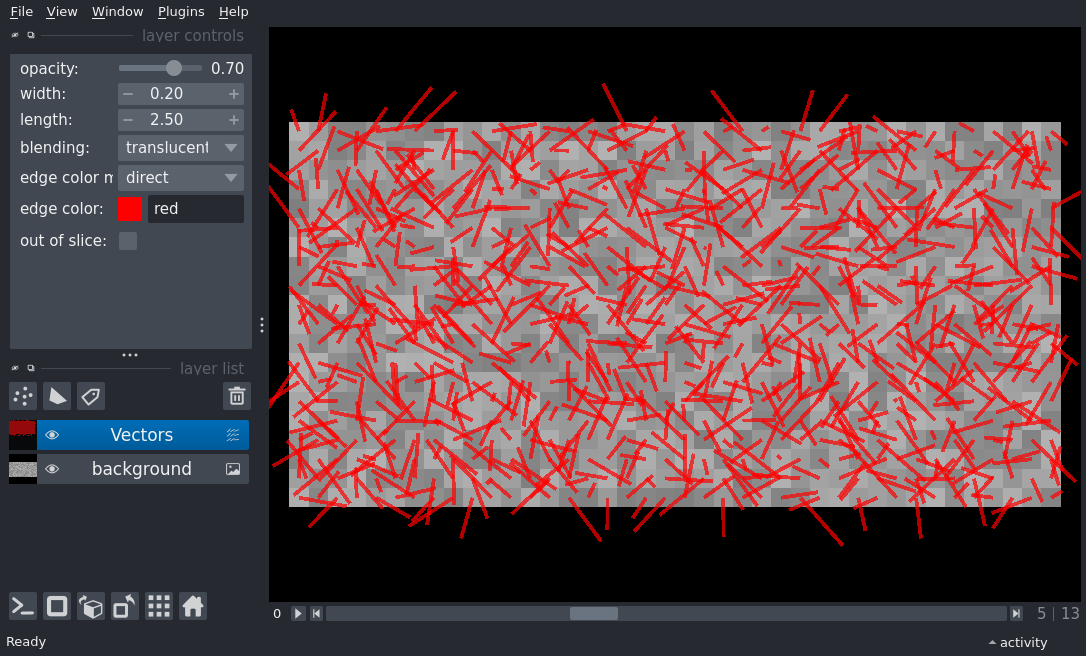 File View Window Plugins Help
layer controls
opacity: 0.70
width: 0.20
length: 2.50
blending: translucent
edge color m direct
edge color: red
out of slice:
layer list
Vectors
background
0 5 | 13
Ready activity